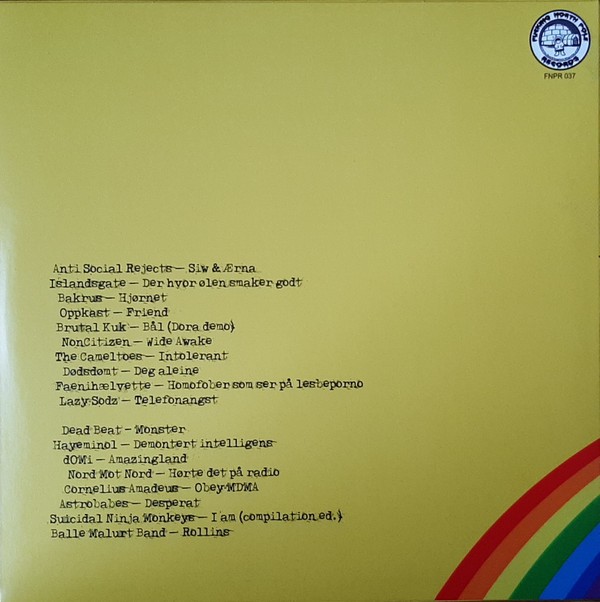 FUCKING NORTH POLE
RECORDS
FNPR 037
Anti Social Rejects – Siw & Ærna
Islandsgate – Der hvor ølen smaker godt
Bakrus – Hjørnet
Oppkast – Friend
Brutal Kuk – Bål (Dora demo)
NonCitizen – Wide Awake
The Cameltoes – Intolerant
Dødsdømt – Deg aleine
Faenihælvette – Homofober som ser på lesbeporno
Lazy Sodz – Telefonangst
Dead Beat – Monster
Hayeminol – Demontert intelligens
dOMi – Amazingland
Nord Mot Nord – Hørte det på radio
Cornelius Amadeus – Obey MDMA
Astrobabes – Desperat
Suicidal Ninja Monkeys – I am (compilation ed.)
Balle Malurt Band – Rollins